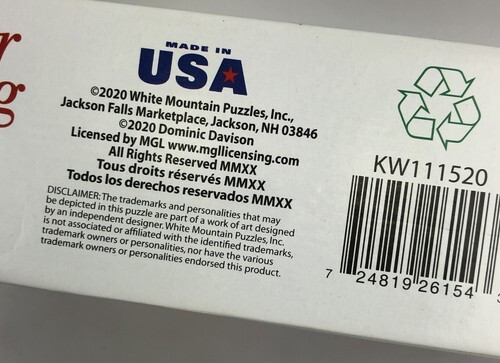 r
g
MADE IN
USA
©2020 White Mountain Puzzles, Inc.,
Jackson Falls Marketplace, Jackson, NH 03846
©2020 Dominic Davison
Licensed by MGL www.mgllicensing.com
All Rights Reserved MMXX
Tous droits réservés MMXX
Todos los derechos reservados MMXX
DISCLAIMER: The trademarks and personalities that may
be depicted in this puzzle are part of a work of art designed
by an independent designer. White Mountain Puzzles, Inc.
is not associated or affiliated with the identified trademarks,
trademark owners or personalities, nor have the various
trademark owners or personalities endorsed this product.
KW111520
7 24819 26154